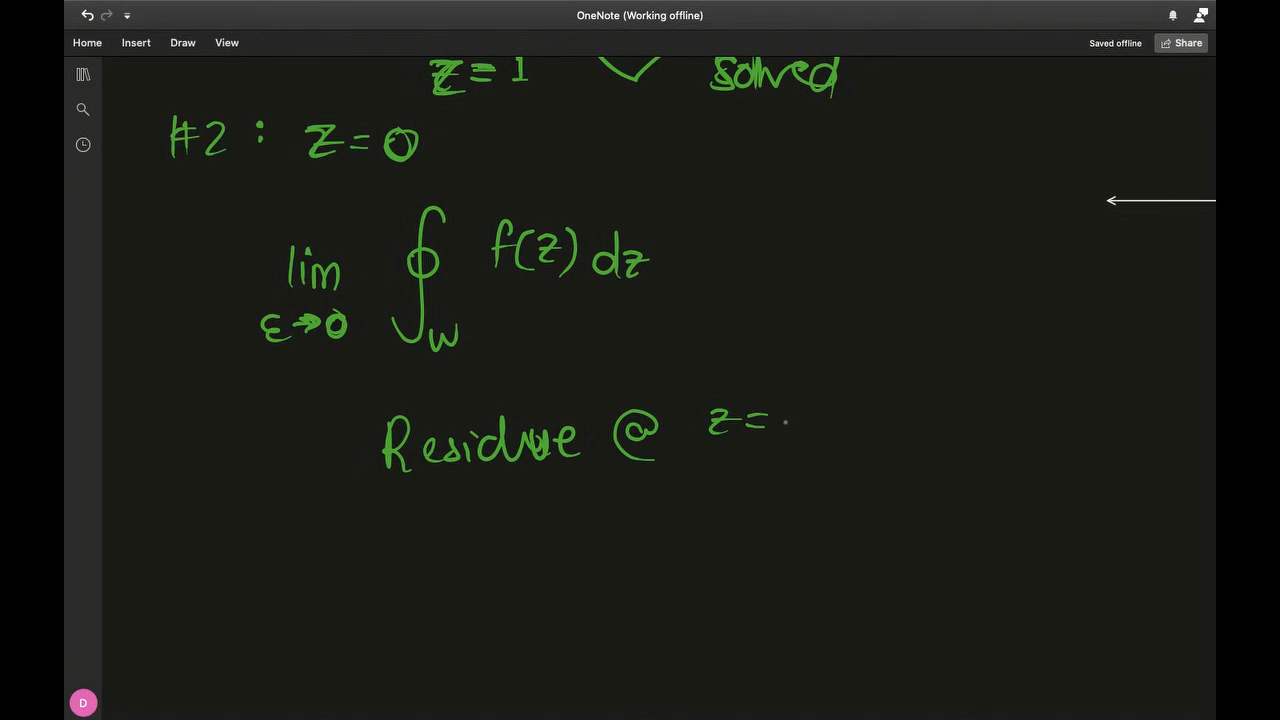 OneNote (Working offline)
Home Insert Draw View
Saved offline Share
z=1 solved
#2 : z=0
lim ∮ f(z) dz
ε→0 w
Residue @ z=
D